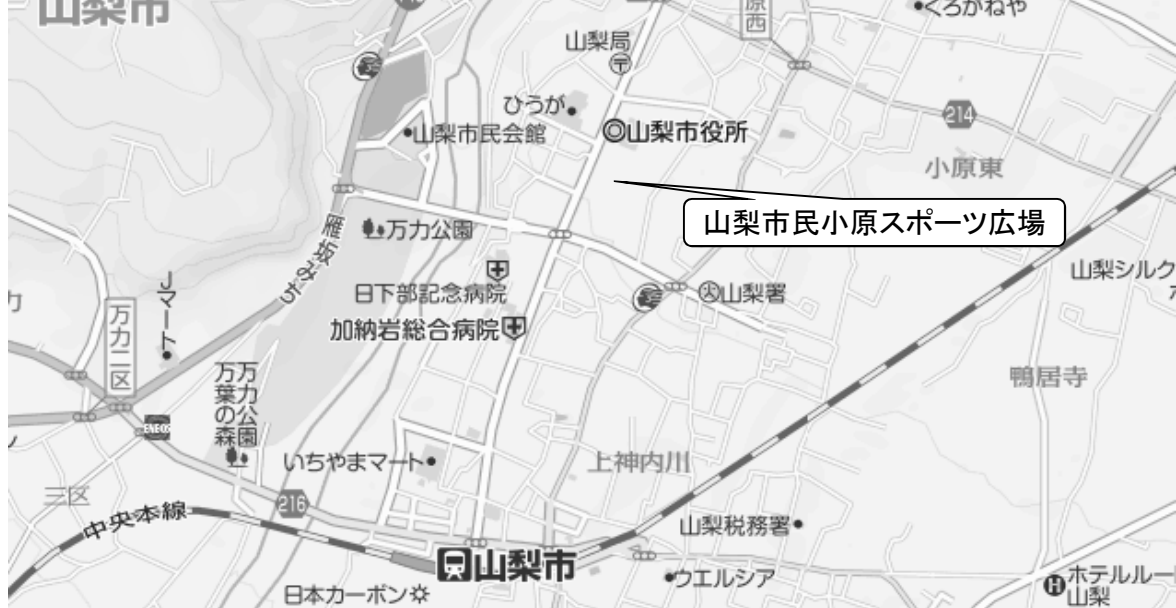 山梨市
原西
くろがねや
山梨局
ひうが
214
山梨市民会館
山梨市役所
小原東
山梨市民小原スポーツ広場
雁坂みち
万力公園
山梨シルク
Jマート
日下部記念病院
山梨署
力
万力二区
加納岩総合病院
鴨居寺
万力公園
万葉の森
ENEOS
いちやまマート
上神内川
三区
216
中央本線
山梨税務署
山梨市
ウエルシア
ホテルルー
山梨
日本カーボン